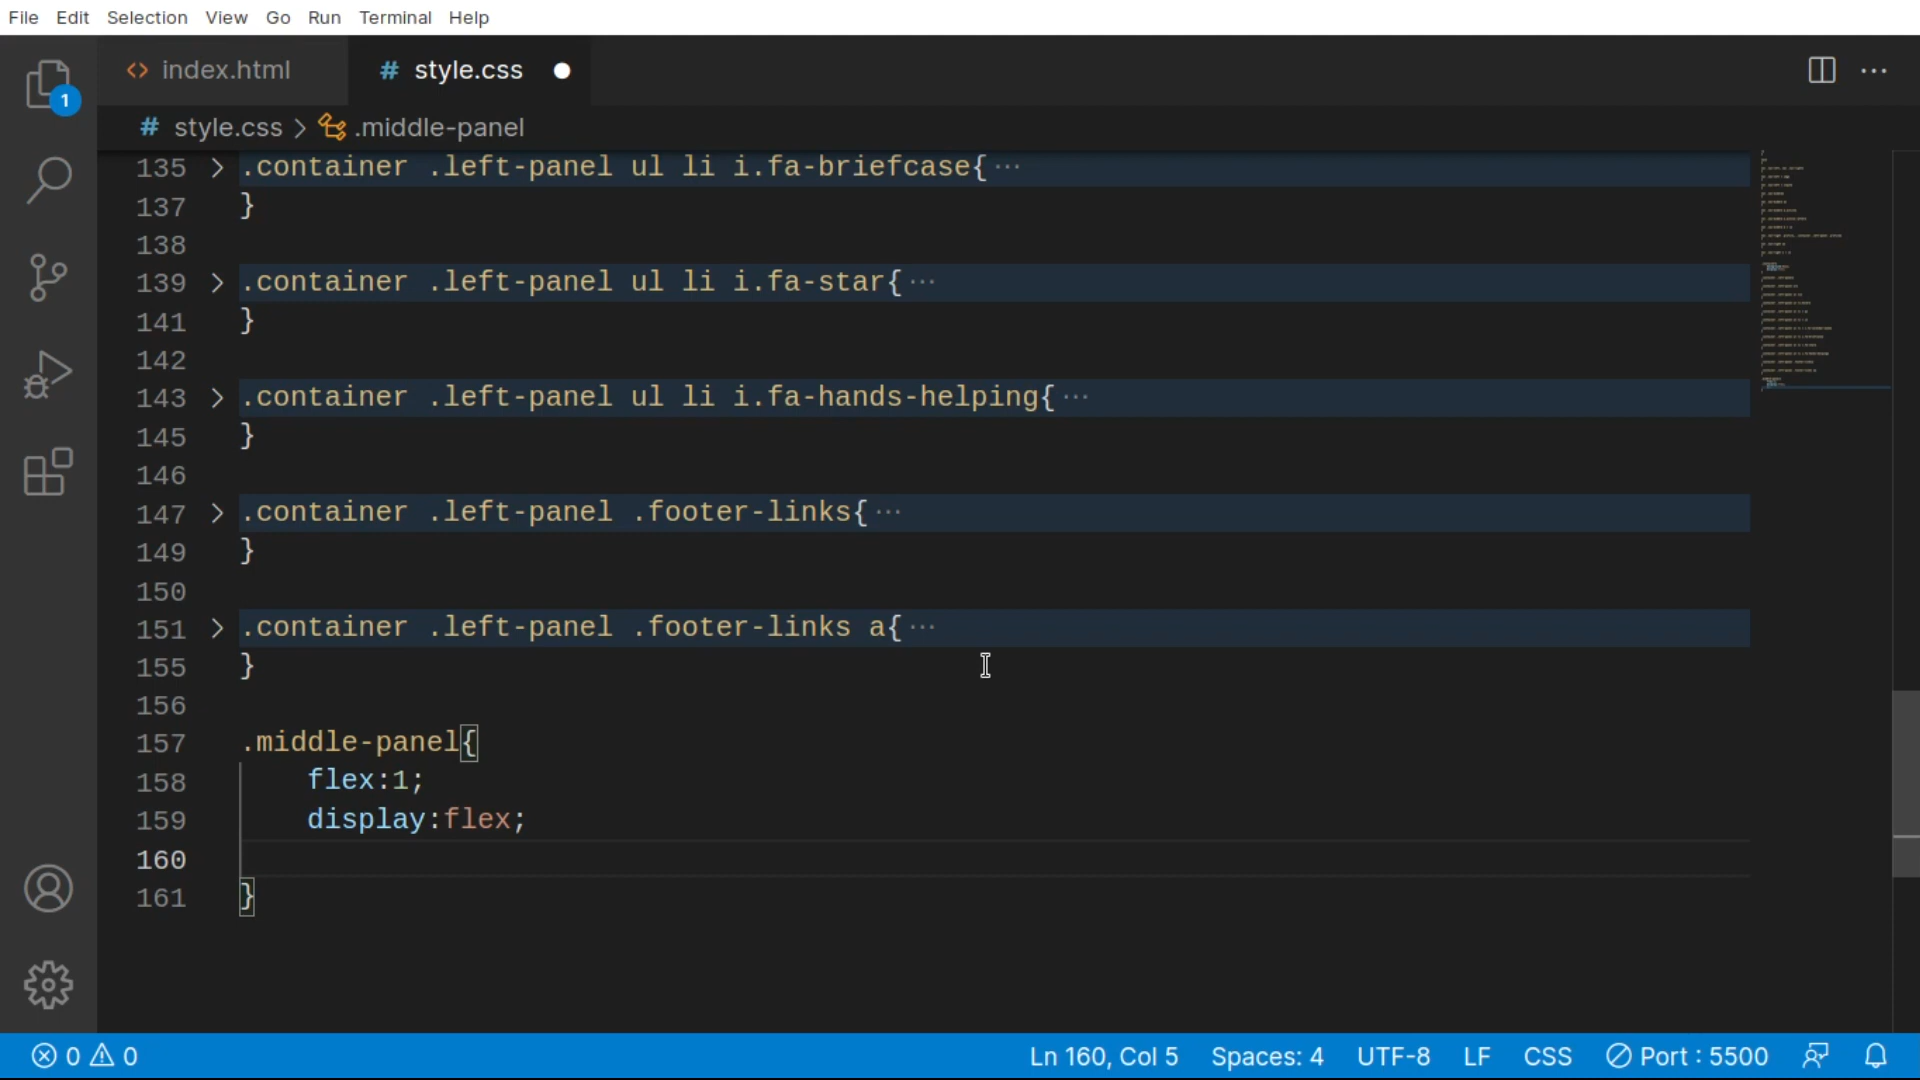 File Edit Selection View Go Run Terminal Help
<> index.html # style.css
# style.css > .middle-panel
135 > .container .left-panel ul li i.fa-briefcase{ ···
137 }
138
139 > .container .left-panel ul li i.fa-star{ ···
141 }
142
143 > .container .left-panel ul li i.fa-hands-helping{ ···
145 }
146
147 > .container .left-panel .footer-links{ ···
149 }
150
151 > .container .left-panel .footer-links a{ ···
155 }
156
157 .middle-panel{
158 flex:1;
159 display:flex;
160
161 }
1
0 0 Ln 160, Col 5 Spaces: 4 UTF-8 LF CSS Port : 5500